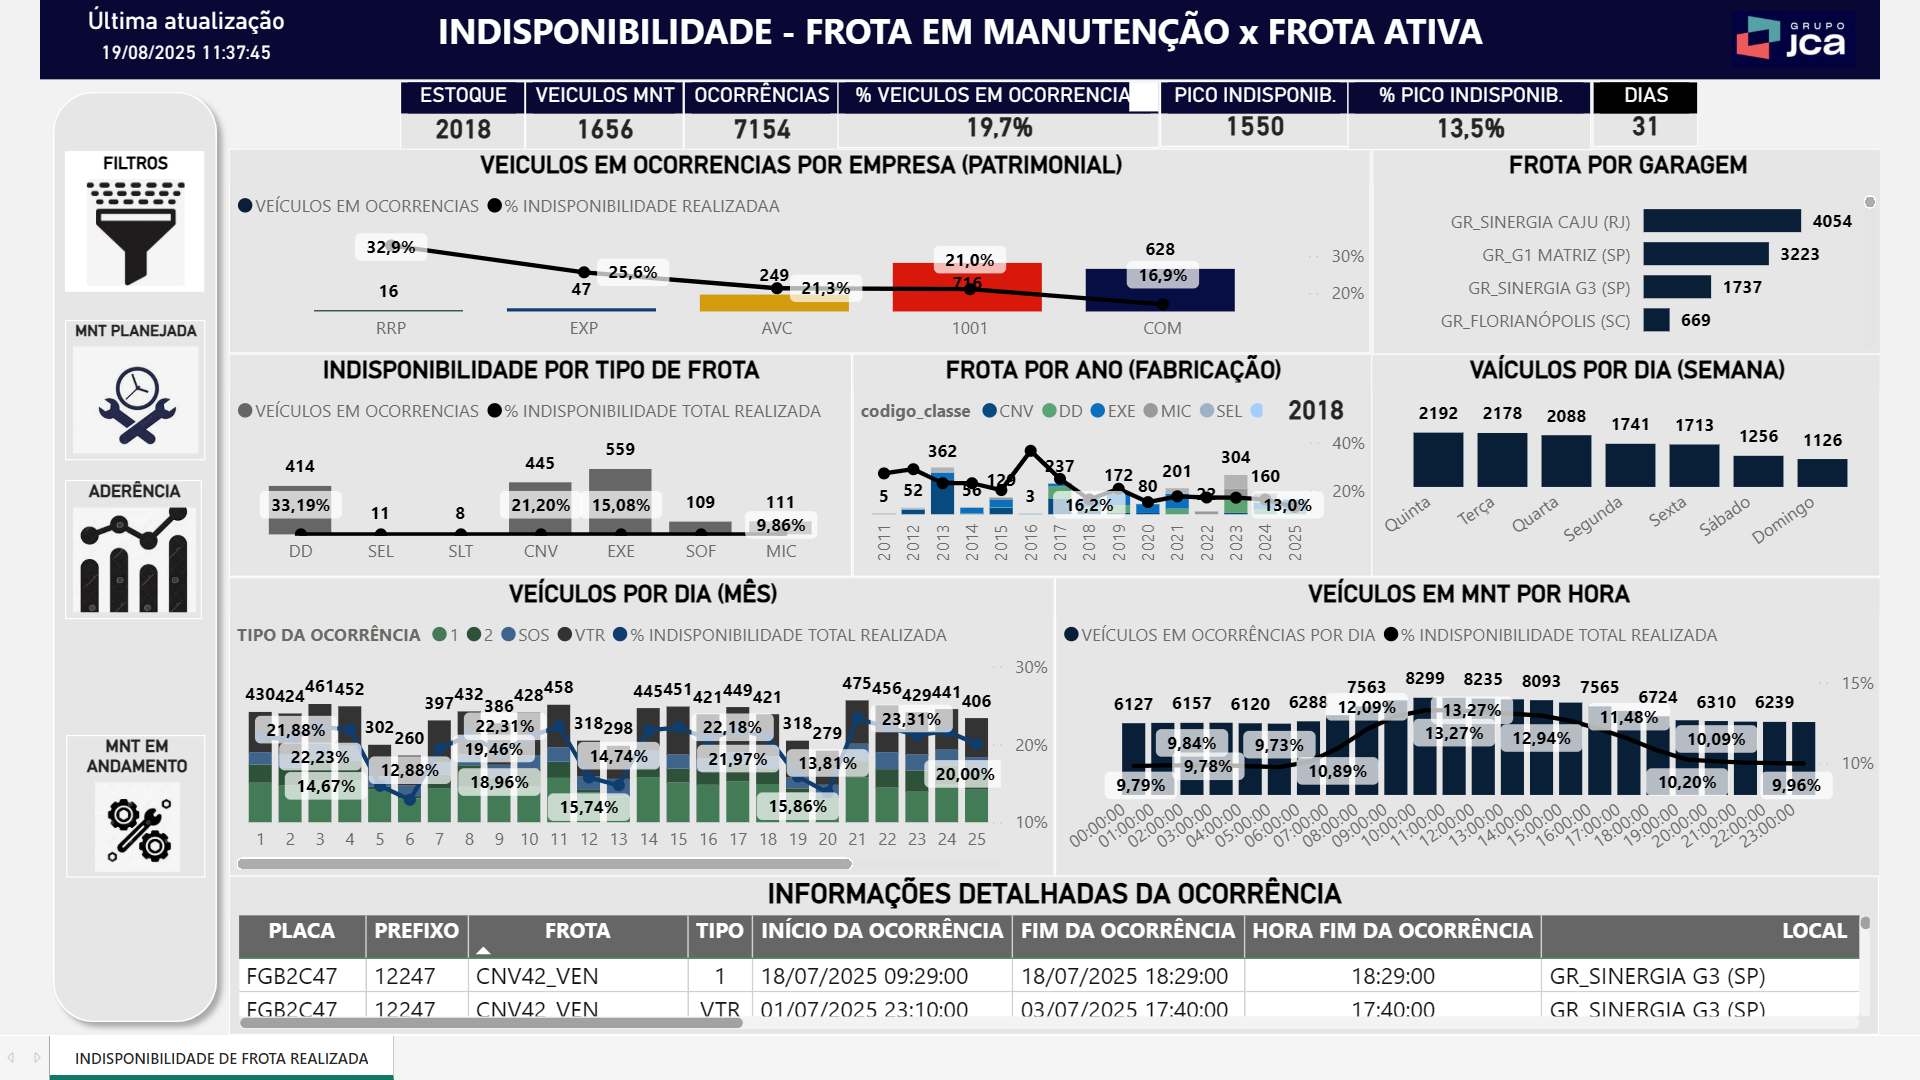 Última atualização
19/08/2025 11:37:45
INDISPONIBILIDADE - FROTA EM MANUTENÇÃO x FROTA ATIVA
GRUPO
jca
ESTOQUE VEICULOS MNT OCORRÊNCIAS % VEICULOS EM OCORRENCIA PICO INDISPONIB. % PICO INDISPONIB. DIAS
2018 1656 7154 19,7% 1550 13,5% 31
FILTROS
MNT PLANEJADA
ADERÊNCIA
MNT EM
ANDAMENTO
VEICULOS EM OCORRENCIAS POR EMPRESA (PATRIMONIAL)
VEÍCULOS EM OCORRENCIAS % INDISPONIBILIDADE REALIZADAA
32,9% 25,6% 21,3% 21,0% 16,9%
16 47 249 716 628
30%
20%
RRP EXP AVC 1001 COM
FROTA POR GARAGEM
GR_SINERGIA CAJU (RJ) 4054
GR_G1 MATRIZ (SP) 3223
GR_SINERGIA G3 (SP) 1737
GR_FLORIANÓPOLIS (SC) 669
INDISPONIBILIDADE POR TIPO DE FROTA
VEÍCULOS EM OCORRENCIAS % INDISPONIBILIDADE TOTAL REALIZADA
414 11 8 445 559 109 111
33,19% 21,20% 15,08% 9,86%
DD SEL SLT CNV EXE SOF MIC
FROTA POR ANO (FABRICAÇÃO)
codigo_classe CNV DD EXE MIC SEL 2018
40%
20%
5 52 362 56 129 3 237 172 80 201 22 304 160
16,2% 13,0%
2011 2012 2013 2014 2015 2016 2017 2018 2019 2020 2021 2022 2023 2024 2025
VAÍCULOS POR DIA (SEMANA)
2192 2178 2088 1741 1713 1256 1126
Quinta Terça Quarta Segunda Sexta Sábado Domingo
VEÍCULOS POR DIA (MÊS)
TIPO DA OCORRÊNCIA 1 2 SOS VTR % INDISPONIBILIDADE TOTAL REALIZADA
30%
20%
10%
430 424 461 452 302 260 397 432 386 428 458 318 298 445 451 421 449 421 318 279 475 456 429 441 406
21,88% 22,23% 14,67% 12,88% 22,31% 19,46% 18,96% 15,74% 14,74% 22,18% 21,97% 15,86% 13,81% 23,31% 20,00%
1 2 3 4 5 6 7 8 9 10 11 12 13 14 15 16 17 18 19 20 21 22 23 24 25
VEÍCULOS EM MNT POR HORA
VEÍCULOS EM OCORRÊNCIAS POR DIA % INDISPONIBILIDADE TOTAL REALIZADA
15%
10%
6127 6157 6120 6288 7563 8299 8235 8093 7565 6724 6310 6239
9,79% 9,84% 9,78% 9,73% 10,89% 12,09% 13,27% 13,27% 12,94% 11,48% 10,20% 10,09% 9,96%
00:00:00 01:00:00 02:00:00 03:00:00 04:00:00 05:00:00 06:00:00 07:00:00 08:00:00 09:00:00 10:00:00 11:00:00 12:00:00 13:00:00 14:00:00 15:00:00 16:00:00 17:00:00 18:00:00 19:00:00 20:00:00 21:00:00 22:00:00 23:00:00
INFORMAÇÕES DETALHADAS DA OCORRÊNCIA
PLACA PREFIXO FROTA TIPO INÍCIO DA OCORRÊNCIA FIM DA OCORRÊNCIA HORA FIM DA OCORRÊNCIA LOCAL
FGB2C47 12247 CNV42_VEN 1 18/07/2025 09:29:00 18/07/2025 18:29:00 18:29:00 GR_SINERGIA G3 (SP)
FGB2C47 12247 CNV42_VEN VTR 01/07/2025 23:10:00 03/07/2025 17:40:00 17:40:00 GR_SINERGIA G3 (SP)
INDISPONIBILIDADE DE FROTA REALIZADA